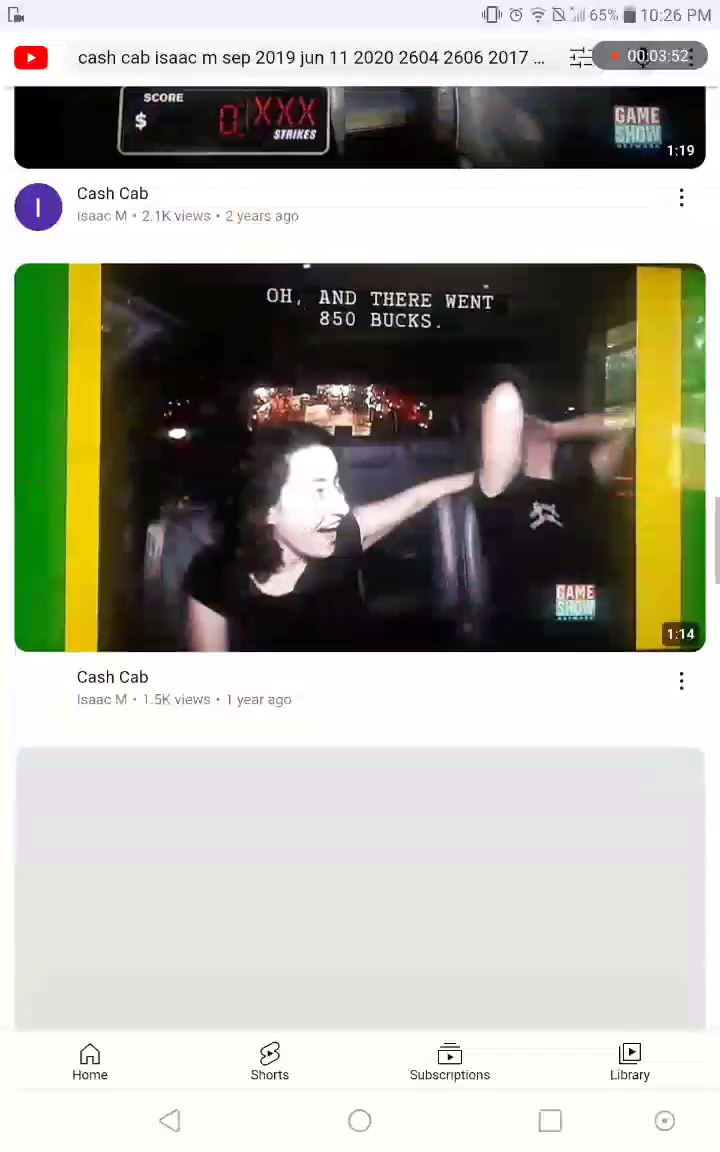 65% 10:26 PM
cash cab isaac m sep 2019 jun 11 2020 2604 2606 2017 ...
00:03:52
SCORE
$ 0 XXX
STRIKES
GAME
SHOW
NETWORK
1:19
I
Cash Cab
Isaac M • 2.1K views • 2 years ago
OH, AND THERE WENT
850 BUCKS.
GAME
SHOW
NETWORK
1:14
Cash Cab
Isaac M • 1.5K views • 1 year ago
Home
Shorts
Subscriptions
Library